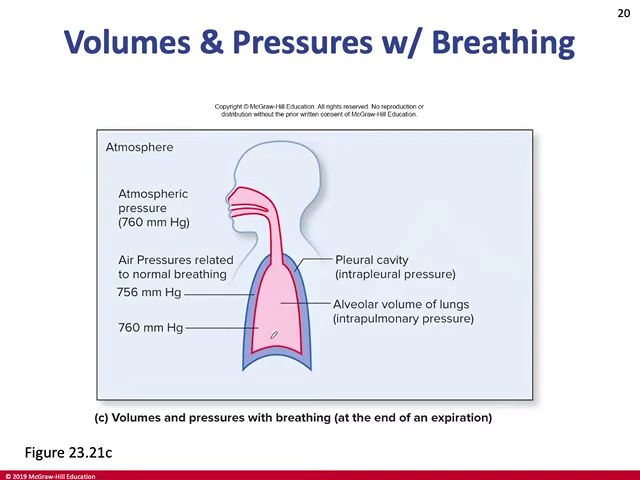 20
Volumes & Pressures w/ Breathing
Copyright © McGraw-Hill Education. All rights reserved. No reproduction or
distribution without the prior written consent of McGraw-Hill Education.
Atmosphere
Atmospheric
pressure
(760 mm Hg)
Air Pressures related
to normal breathing
756 mm Hg
760 mm Hg
Pleural cavity
(intrapleural pressure)
Alveolar volume of lungs
(intrapulmonary pressure)
(c) Volumes and pressures with breathing (at the end of an expiration)
Figure 23.21c
© 2019 McGraw-Hill Education